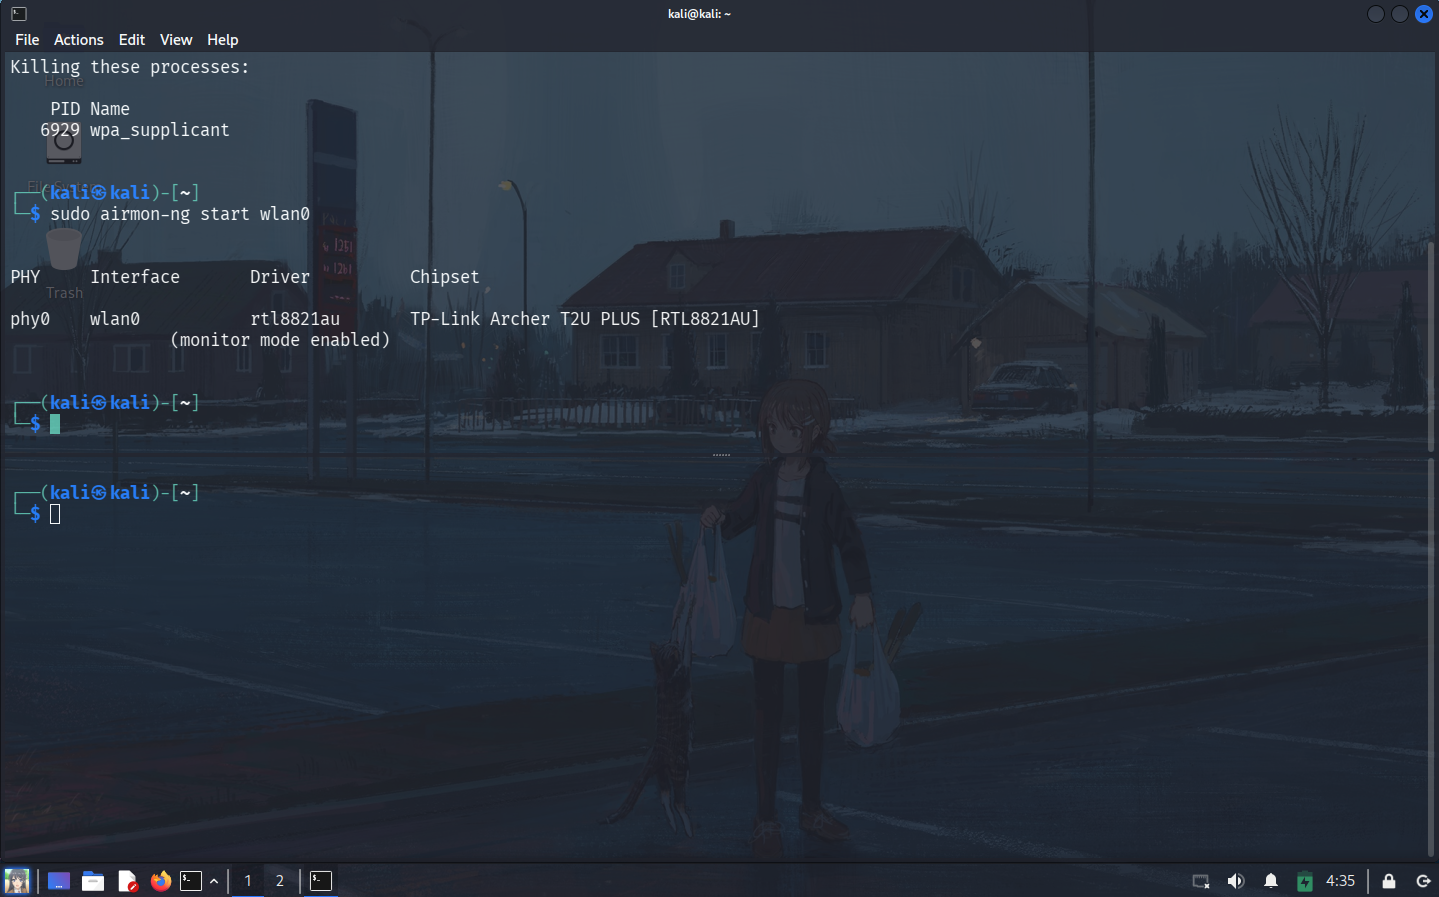 kali@kali: ~
File Actions Edit View Help
Killing these processes:
Home
PID Name
6929 wpa_supplicant
File System
┌──(kali㉿kali)-[~]
└─$ sudo airmon-ng start wlan0
PHY Interface Driver Chipset
Trash
phy0 wlan0 rtl8821au TP-Link Archer T2U PLUS [RTL8821AU]
(monitor mode enabled)
┌──(kali㉿kali)-[~]
└─$
┌──(kali㉿kali)-[~]
└─$
1 2 4:35